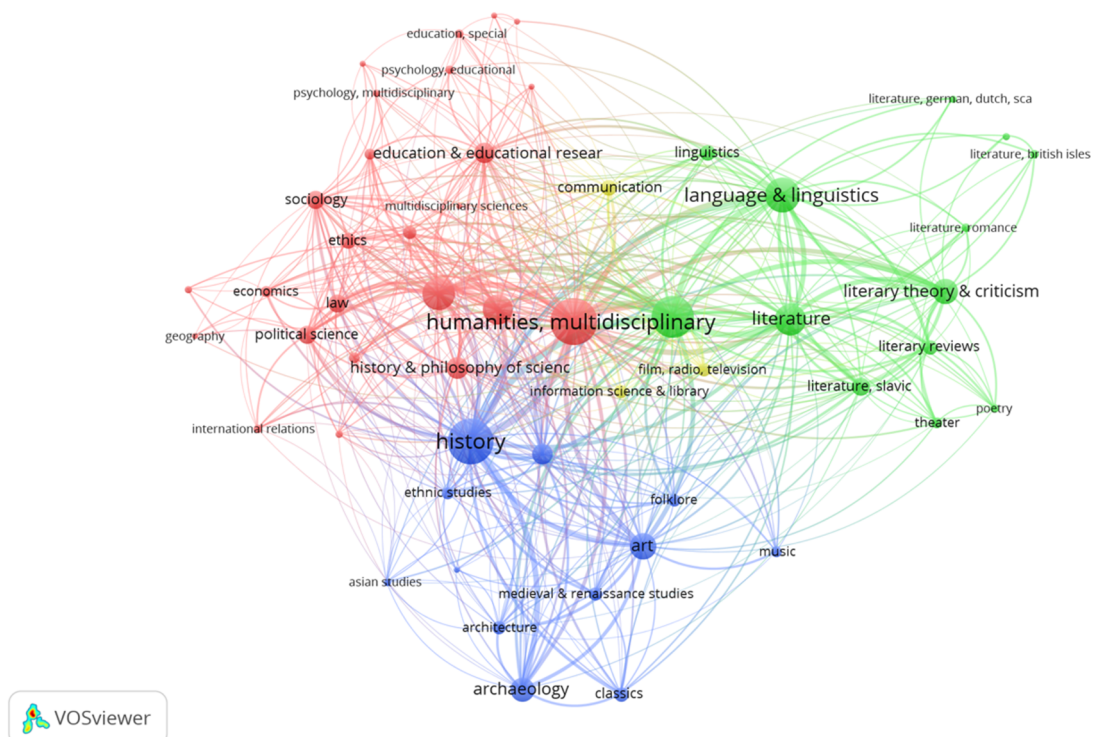 education, special
psychology, educational
psychology, multidisciplinary
literature, german, dutch, sca
education & educational resear
linguistics
literature, british isles
communication
language & linguistics
sociology
multidisciplinary sciences
literature, romance
ethics
economics
literary theory & criticism
law
humanities, multidisciplinary
literature
geography
political science
literary reviews
history & philosophy of scienc
film, radio, television
literature, slavic
information science & library
poetry
theater
international relations
history
ethnic studies
folklore
art
music
asian studies
medieval & renaissance studies
architecture
archaeology
classics
VOSviewer